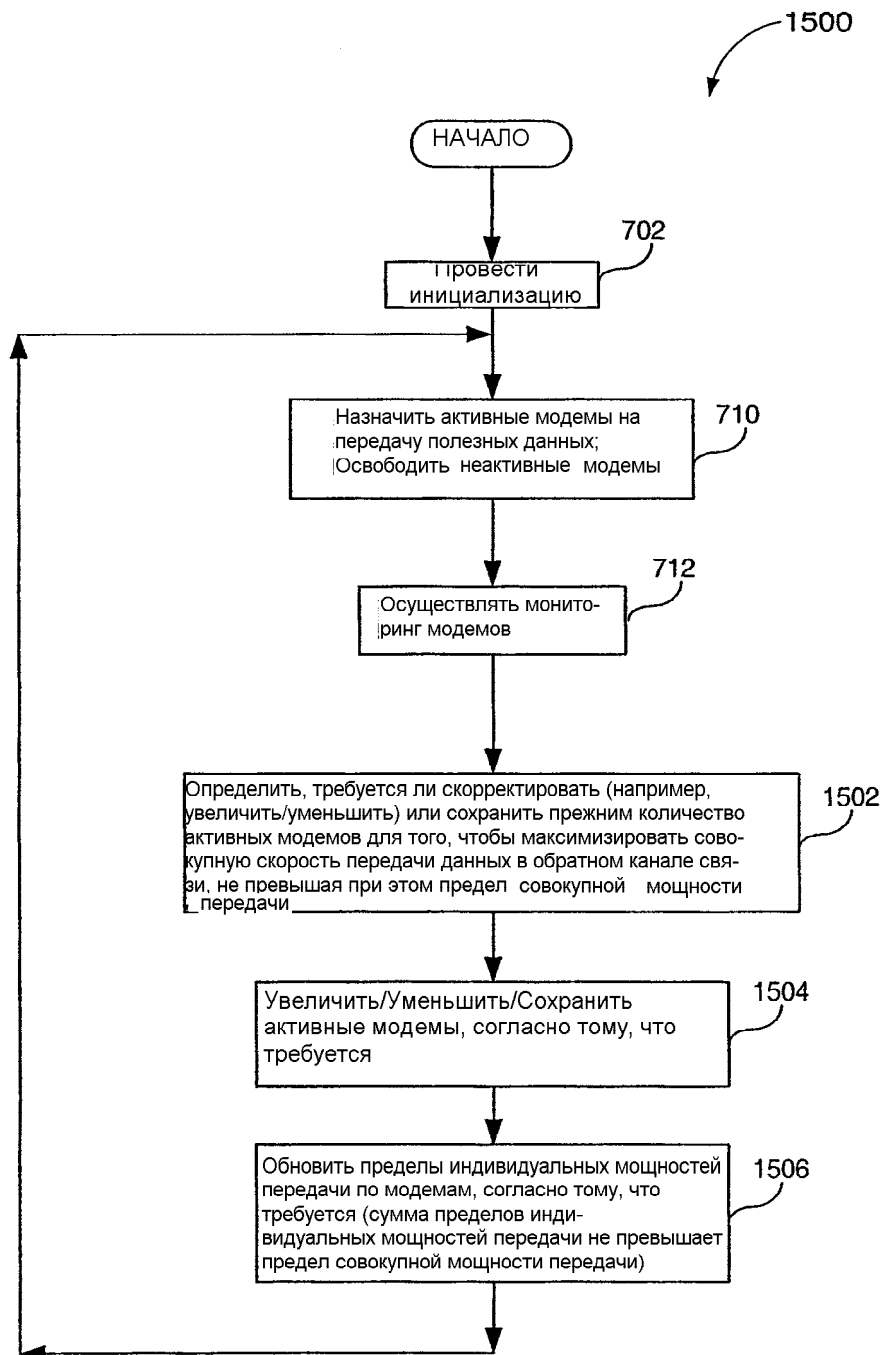 1500
НАЧАЛО
702
Провести
инициализацию
710
Назначить активные модемы на
передачу полезных данных;
Освободить неактивные модемы
712
Осуществлять монито-
ринг модемов
1502
Определить, требуется ли скорректировать (например,
увеличить/уменьшить) или сохранить прежним количество
активных модемов для того, чтобы максимизировать сово-
купную скорость передачи данных в обратном канале свя-
зи, не превышая при этом предел совокупной мощности
передачи
1504
Увеличить/Уменьшить/Сохранить
активные модемы, согласно тому, что
требуется
1506
Обновить пределы индивидуальных мощностей
передачи по модемам, согласно тому, что
требуется (сумма пределов инди-
видуальных мощностей передачи не превышает
предел совокупной мощности передачи)